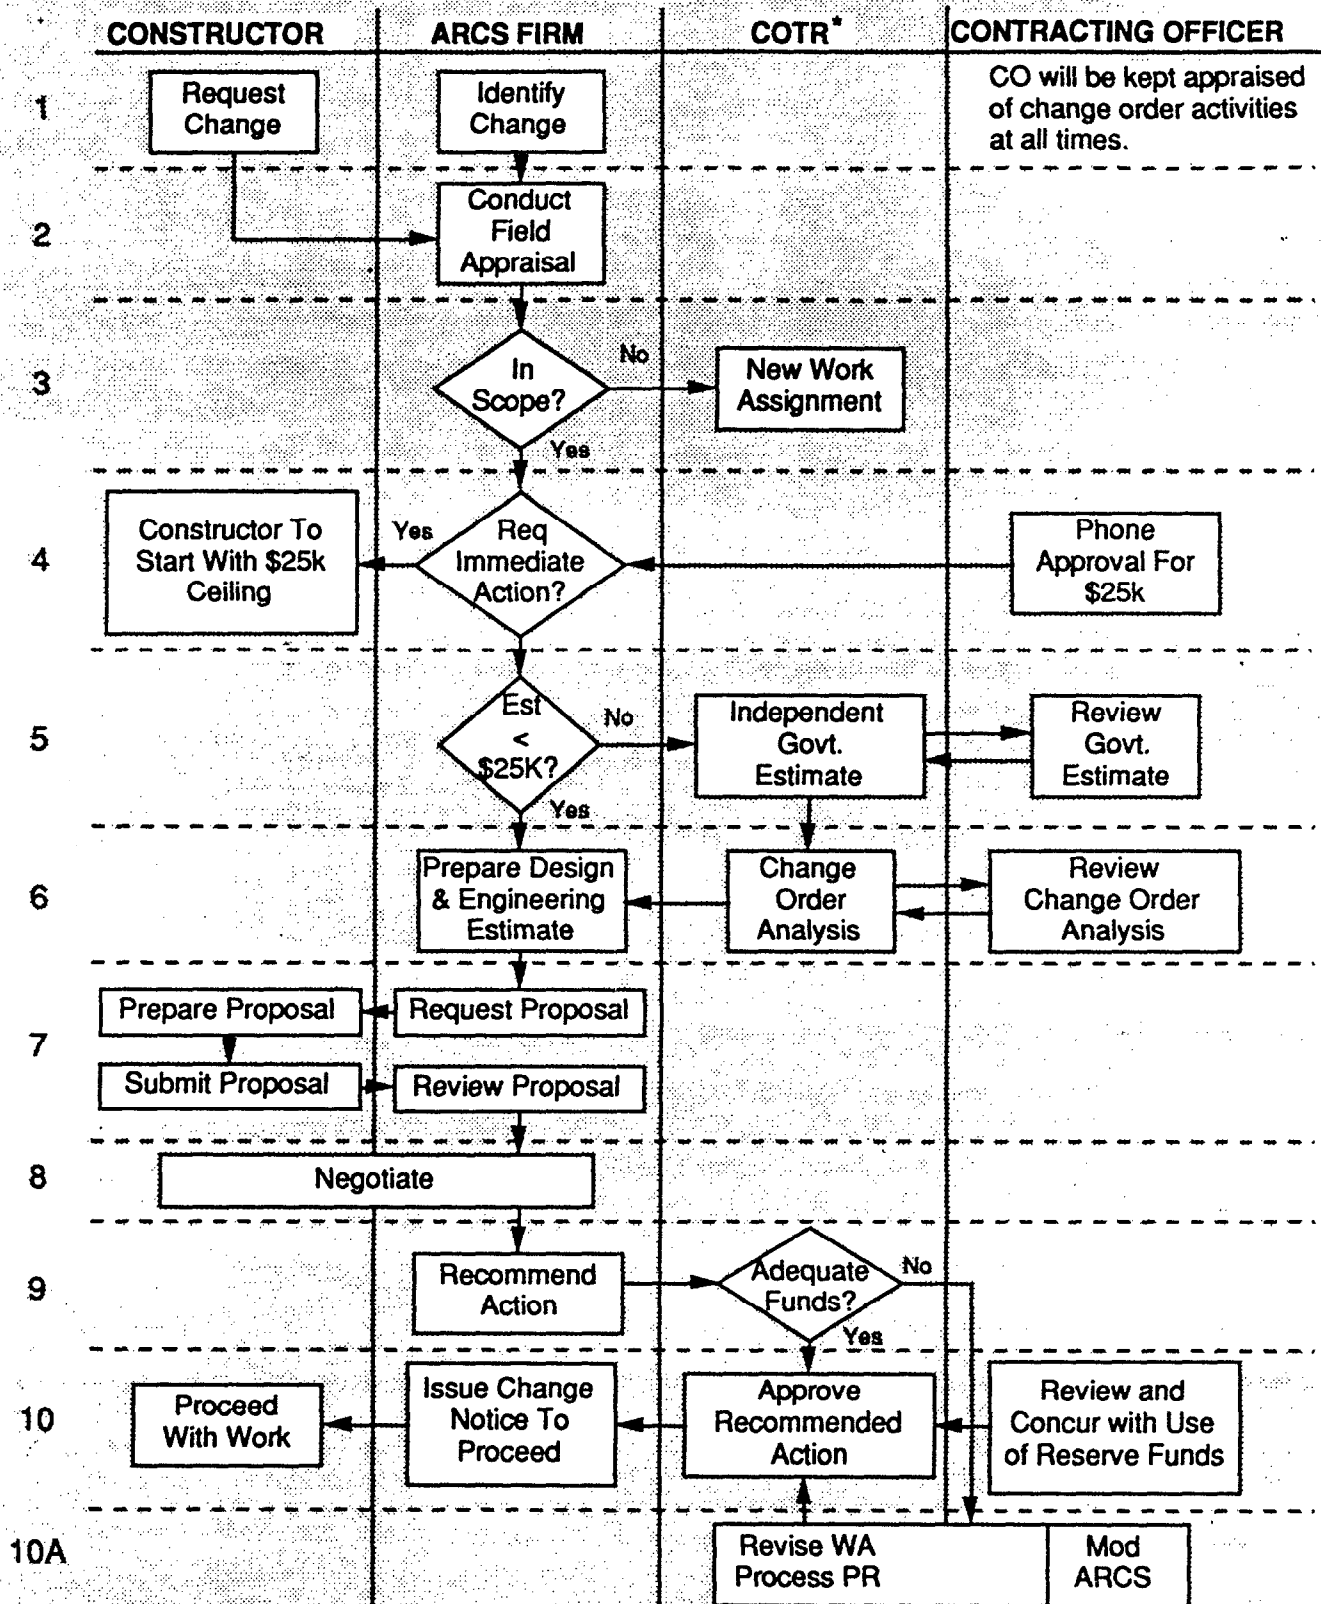 CONSTRUCTOR
ARCS FIRM
COTR*
CONTRACTING OFFICER
1
Request
Change
Identify
Change
CO will be kept appraised
of change order activities
at all times.
2
Conduct
Field
Appraisal
3
In
Scope?
No
New Work
Assignment
Yes
4
Constructor To
Start With $25k
Ceiling
Yes
Req
Immediate
Action?
Phone
Approval For
$25k
5
Est
<
$25K?
No
Independent
Govt.
Estimate
Review
Govt.
Estimate
Yes
6
Prepare Design
& Engineering
Estimate
Change
Order
Analysis
Review
Change Order
Analysis
7
Prepare Proposal
Request Proposal
Submit Proposal
Review Proposal
8
Negotiate
9
Recommend
Action
Adequate
Funds?
No
Yes
10
Proceed
With Work
Issue Change
Notice To
Proceed
Approve
Recommended
Action
Review and
Concur with Use
of Reserve Funds
10A
Revise WA
Process PR
Mod
ARCS